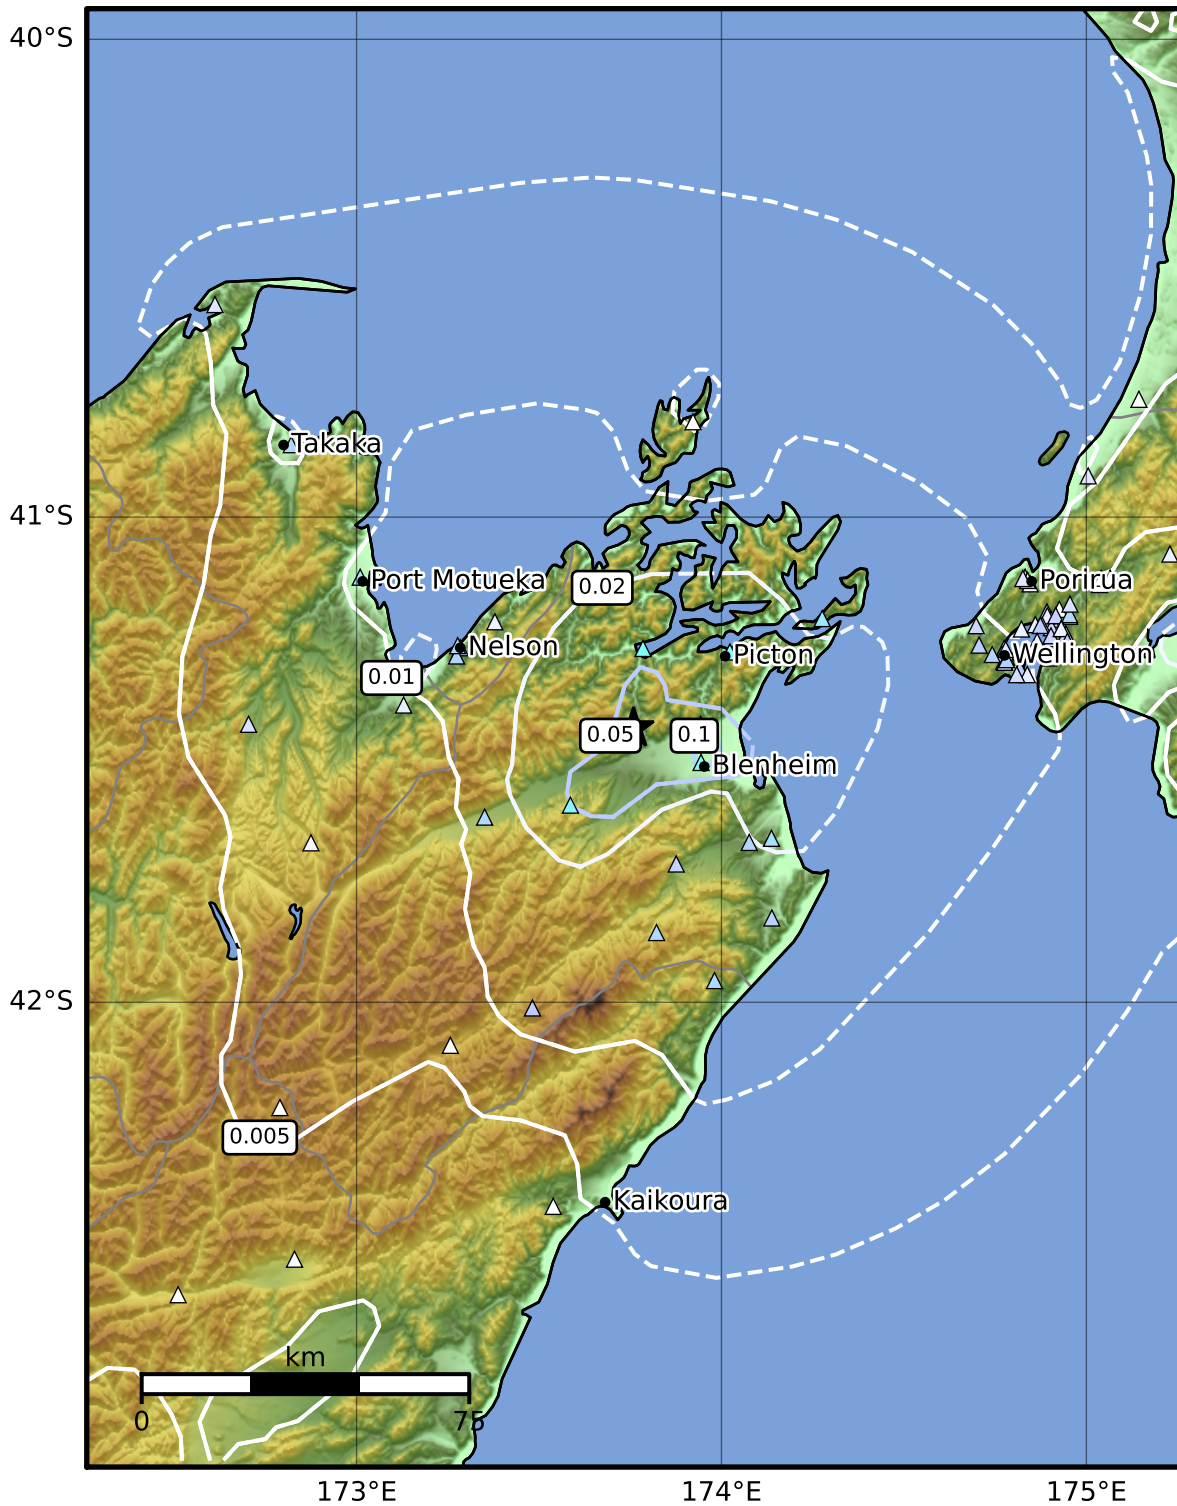 40°S
Takaka
41°S
Port Motueka
0.02
Porirua
Nelson
Picton
Wellington
0.01
0.05
0.1
Blenheim
42°S
0.005
Kaikoura
km
0
75
173°E
174°E
175°E